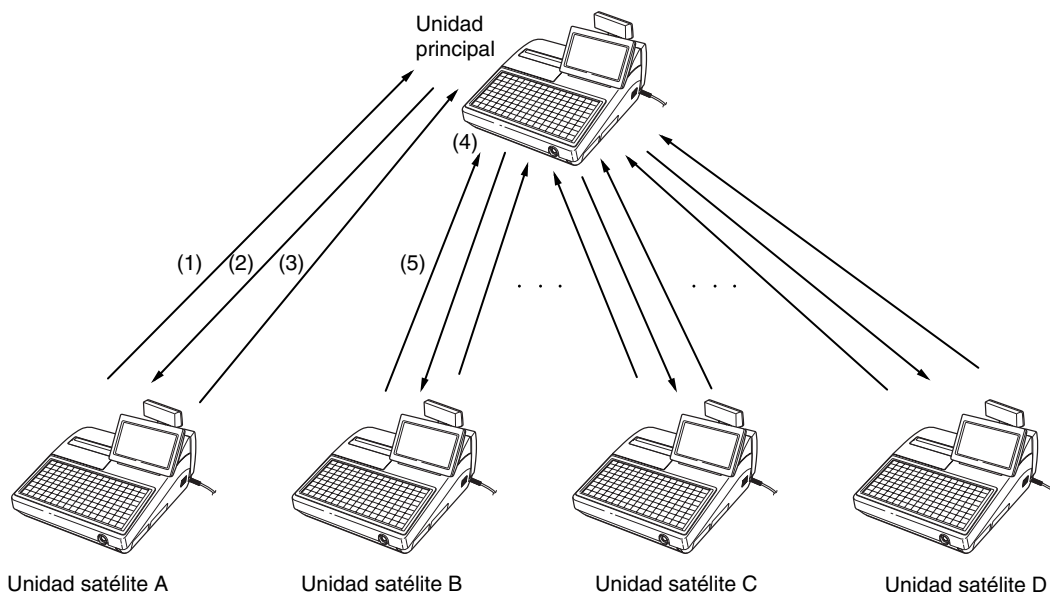 Unidad
principal
(4)
(1)
(2)
(3)
(5)
. . .
. . .
Unidad satélite A
Unidad satélite B
Unidad satélite C
Unidad satélite D